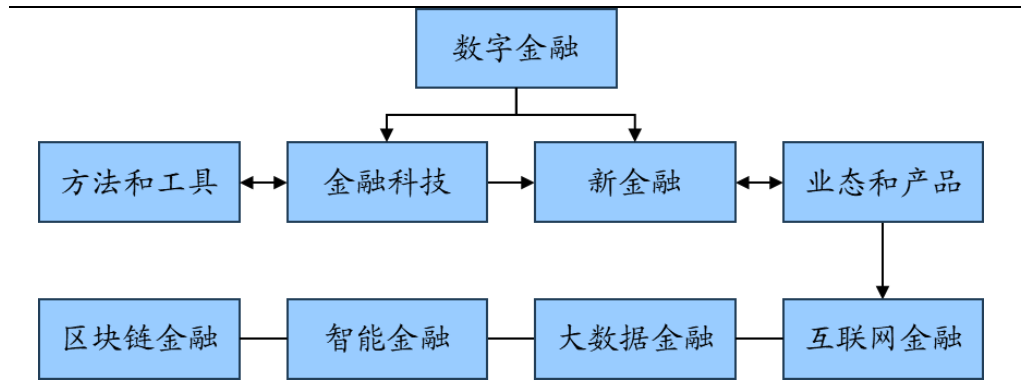 数字金融
方法和工具
金融科技
新金融
业态和产品
区块链金融
智能金融
大数据金融
互联网金融